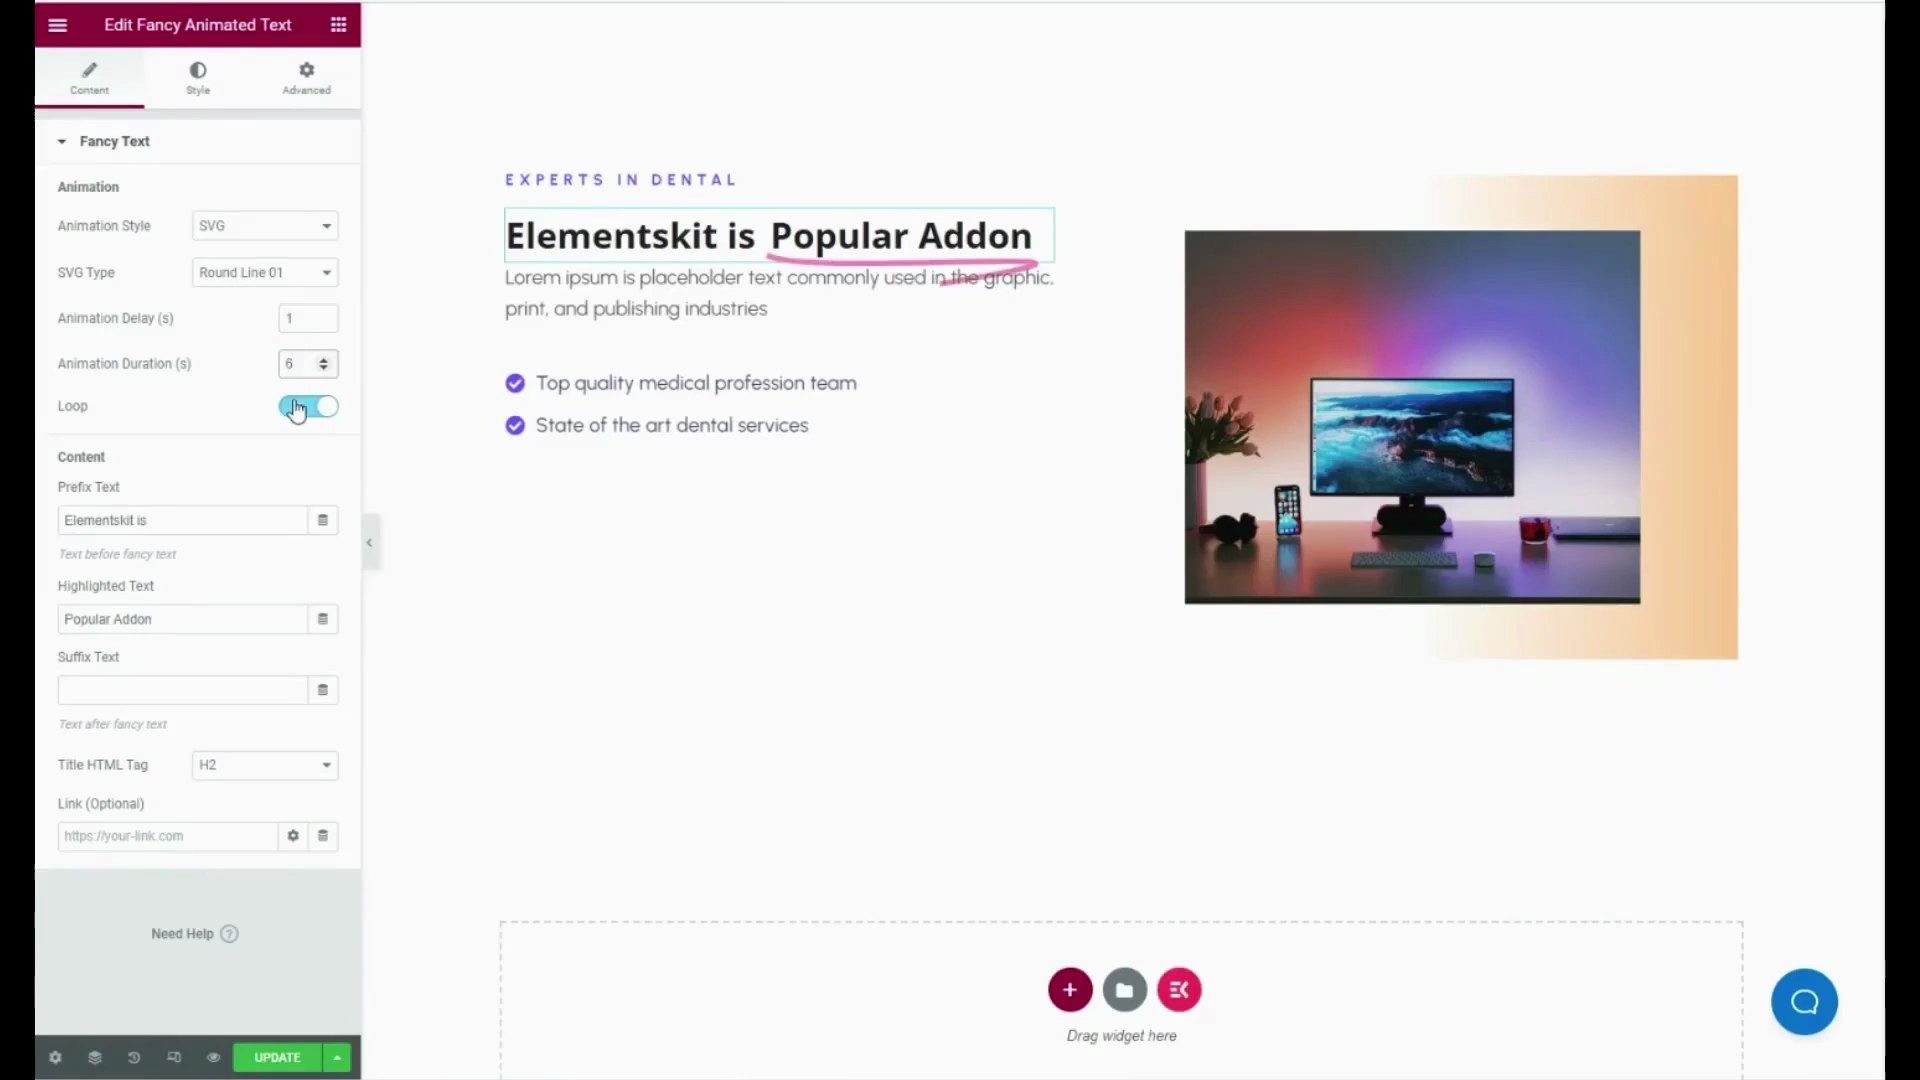 Edit Fancy Animated Text
Content
Style
Advanced
Fancy Text
Animation
Animation Style
SVG
SVG Type
Round Line 01
Animation Delay (s)
1
Animation Duration (s)
6
Loop
Content
Prefix Text
Elementskit is
Text before fancy text
Highlighted Text
Popular Addon
Suffix Text
Text after fancy text
Title HTML Tag
H2
Link (Optional)
https://your-link.com
Need Help ?
UPDATE
EXPERTS IN DENTAL
Elementskit is Popular Addon
Lorem ipsum is placeholder text commonly used in the graphic,
print, and publishing industries
Top quality medical profession team
State of the art dental services
Drag widget here